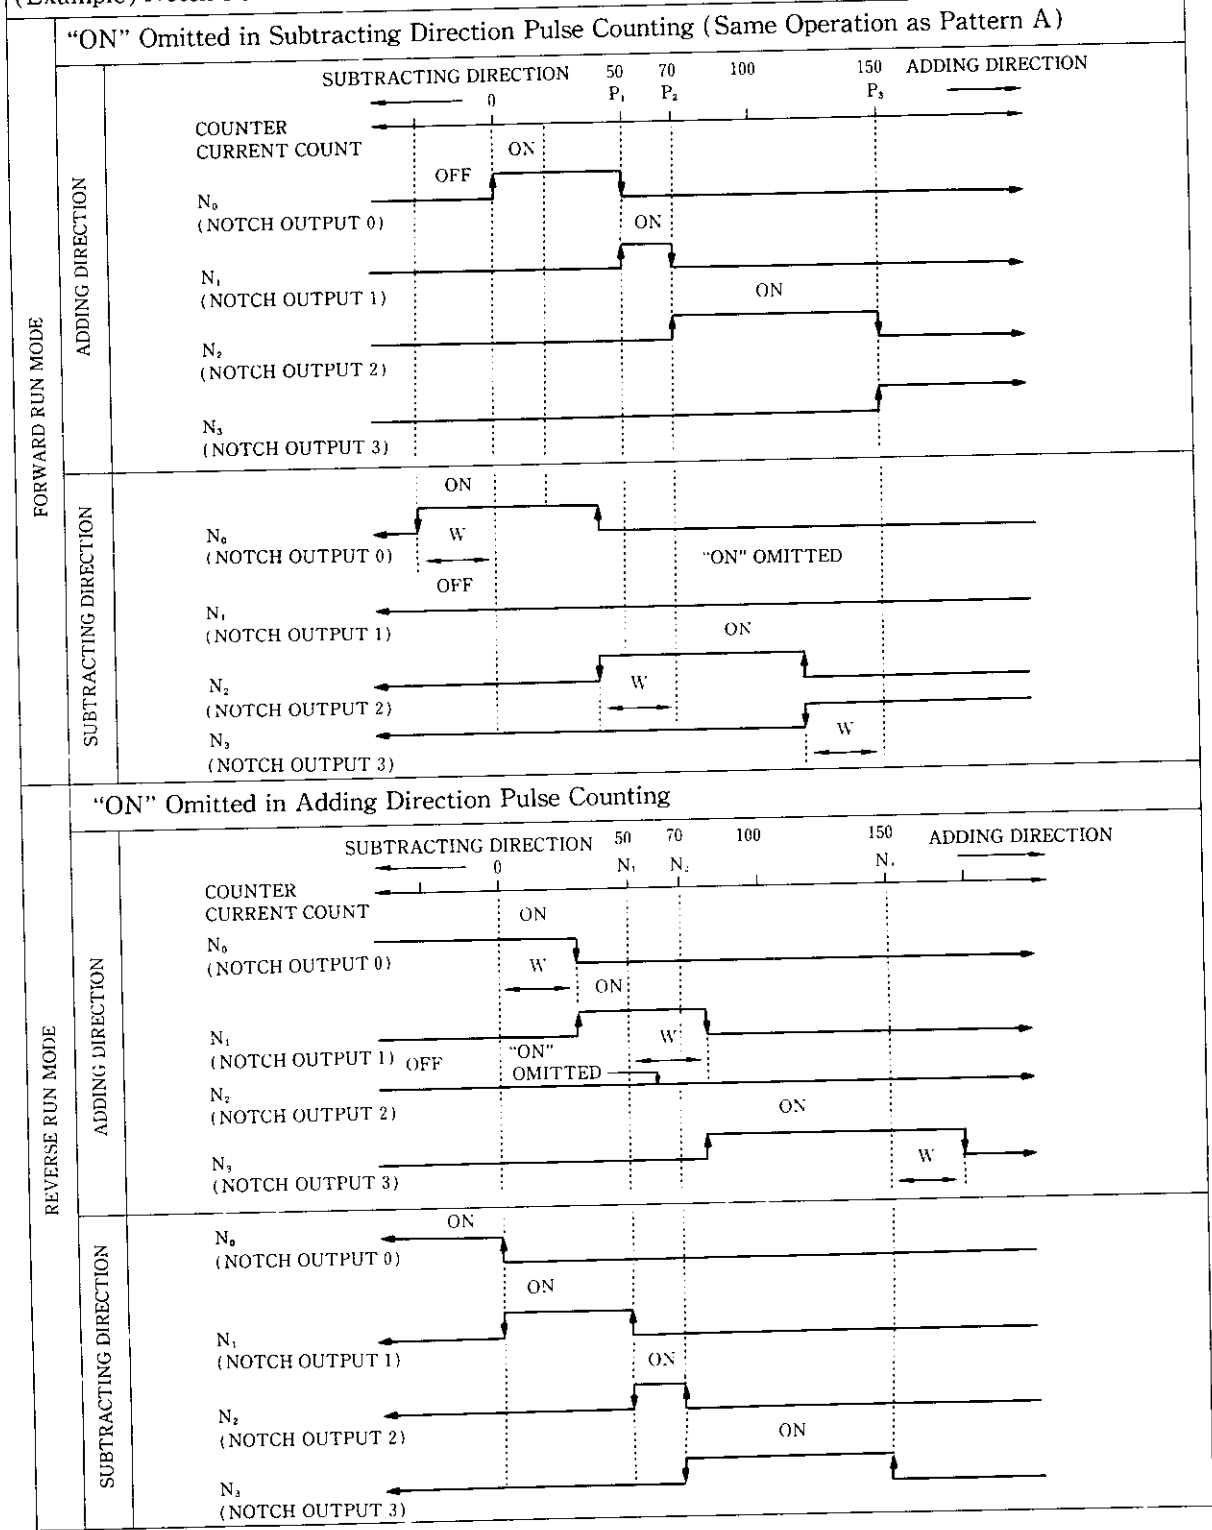 (Example) Notch
"ON" Omitted in Subtracting Direction Pulse Counting (Same Operation as Pattern A)
FORWARD RUN MODE
ADDING DIRECTION
SUBTRACTING DIRECTION 50 70 100 150 ADDING DIRECTION
0 P₁ P₂ P₃
COUNTER
CURRENT COUNT
ON
OFF
N₀
(NOTCH OUTPUT 0)
ON
N₁
(NOTCH OUTPUT 1)
ON
N₂
(NOTCH OUTPUT 2)
N₃
(NOTCH OUTPUT 3)
SUBTRACTING DIRECTION
ON
N₀ W
(NOTCH OUTPUT 0) "ON" OMITTED
OFF
N₁
(NOTCH OUTPUT 1) ON
N₂ W
(NOTCH OUTPUT 2)
N₃ W
(NOTCH OUTPUT 3)
"ON" Omitted in Adding Direction Pulse Counting
REVERSE RUN MODE
ADDING DIRECTION
SUBTRACTING DIRECTION 50 70 100 150 ADDING DIRECTION
0 N₁ N₂ N
COUNTER
CURRENT COUNT ON
N₀
(NOTCH OUTPUT 0) W
ON
N₁ W
(NOTCH OUTPUT 1) OFF "ON"
OMITTED
N₂
(NOTCH OUTPUT 2) ON
N₃ W
(NOTCH OUTPUT 3)
SUBTRACTING DIRECTION
ON
N₀
(NOTCH OUTPUT 0)
ON
N₁
(NOTCH OUTPUT 1) ON
N₂
(NOTCH OUTPUT 2) ON
N₃
(NOTCH OUTPUT 3)